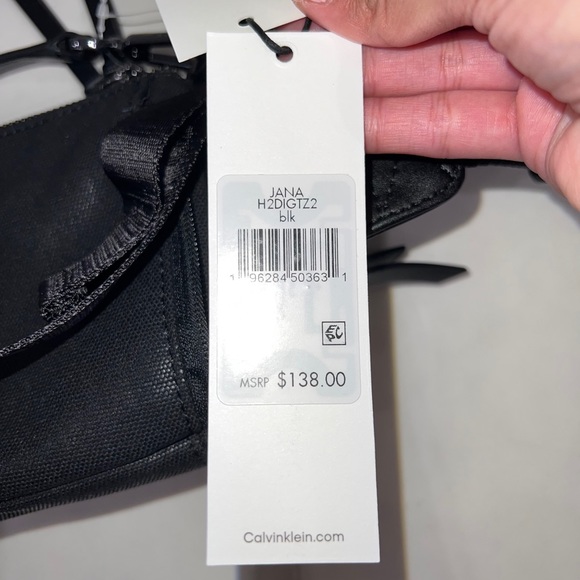 JANA
H2DIGTZ2
blk
1 96284 50363 1
MSRP $138.00
Calvinklein.com